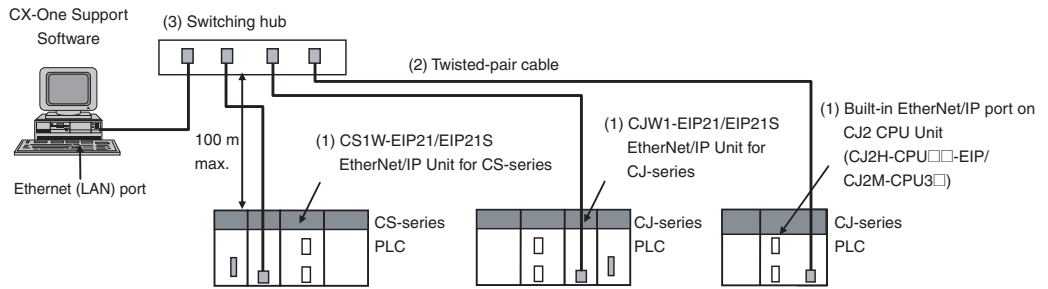 CX-One Support
Software
(3) Switching hub
(2) Twisted-pair cable
100 m
max.
Ethernet (LAN) port
(1) CS1W-EIP21/EIP21S
EtherNet/IP Unit for CS-series
(1) CJW1-EIP21/EIP21S
EtherNet/IP Unit for
CJ-series
(1) Built-in EtherNet/IP port on
CJ2 CPU Unit
(CJ2H-CPU□□-EIP/
CJ2M-CPU3□)
CS-series
PLC
CJ-series
PLC
CJ-series
PLC